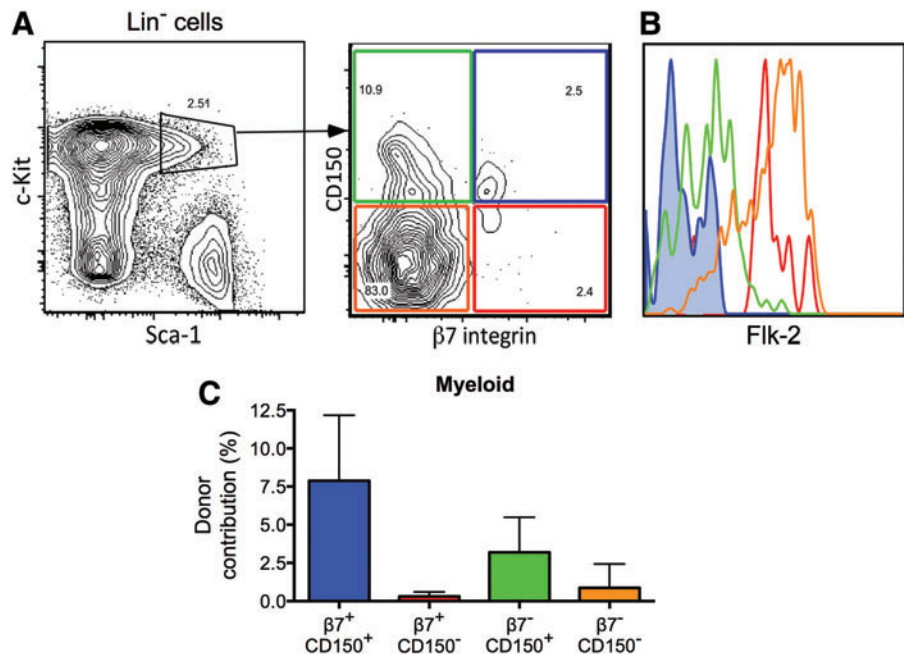 A
Lin⁻ cells
2.51
c-Kit
Sca-1
10.9
2.5
83.0
2.4
CD150
β7 integrin
B
Flk-2
C
Myeloid
Donor
contribution (%)
12.5
10.0
7.5
5.0
2.5
0.0
β7⁺
CD150⁺
β7⁺
CD150⁻
β7⁻
CD150⁺
β7⁻
CD150⁻